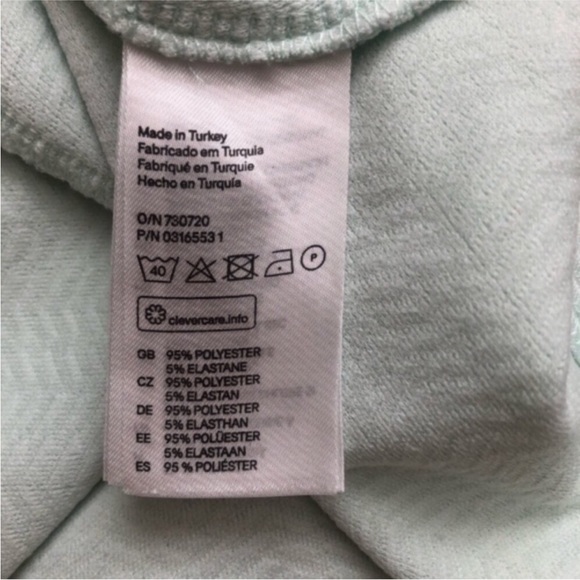 Made in Turkey
Fabricado em Turquia
Fabriqué en Turquie
Hecho en Turquía
O/N 730720
P/N 03165531
40 P
clevercare.info
GB 95% POLYESTER
5% ELASTANE
CZ 95% POLYESTER
5% ELASTAN
DE 95% POLYESTER
5% ELASTHAN
EE 95% POLÜESTER
5% ELASTAAN
ES 95 % POLIÉSTER